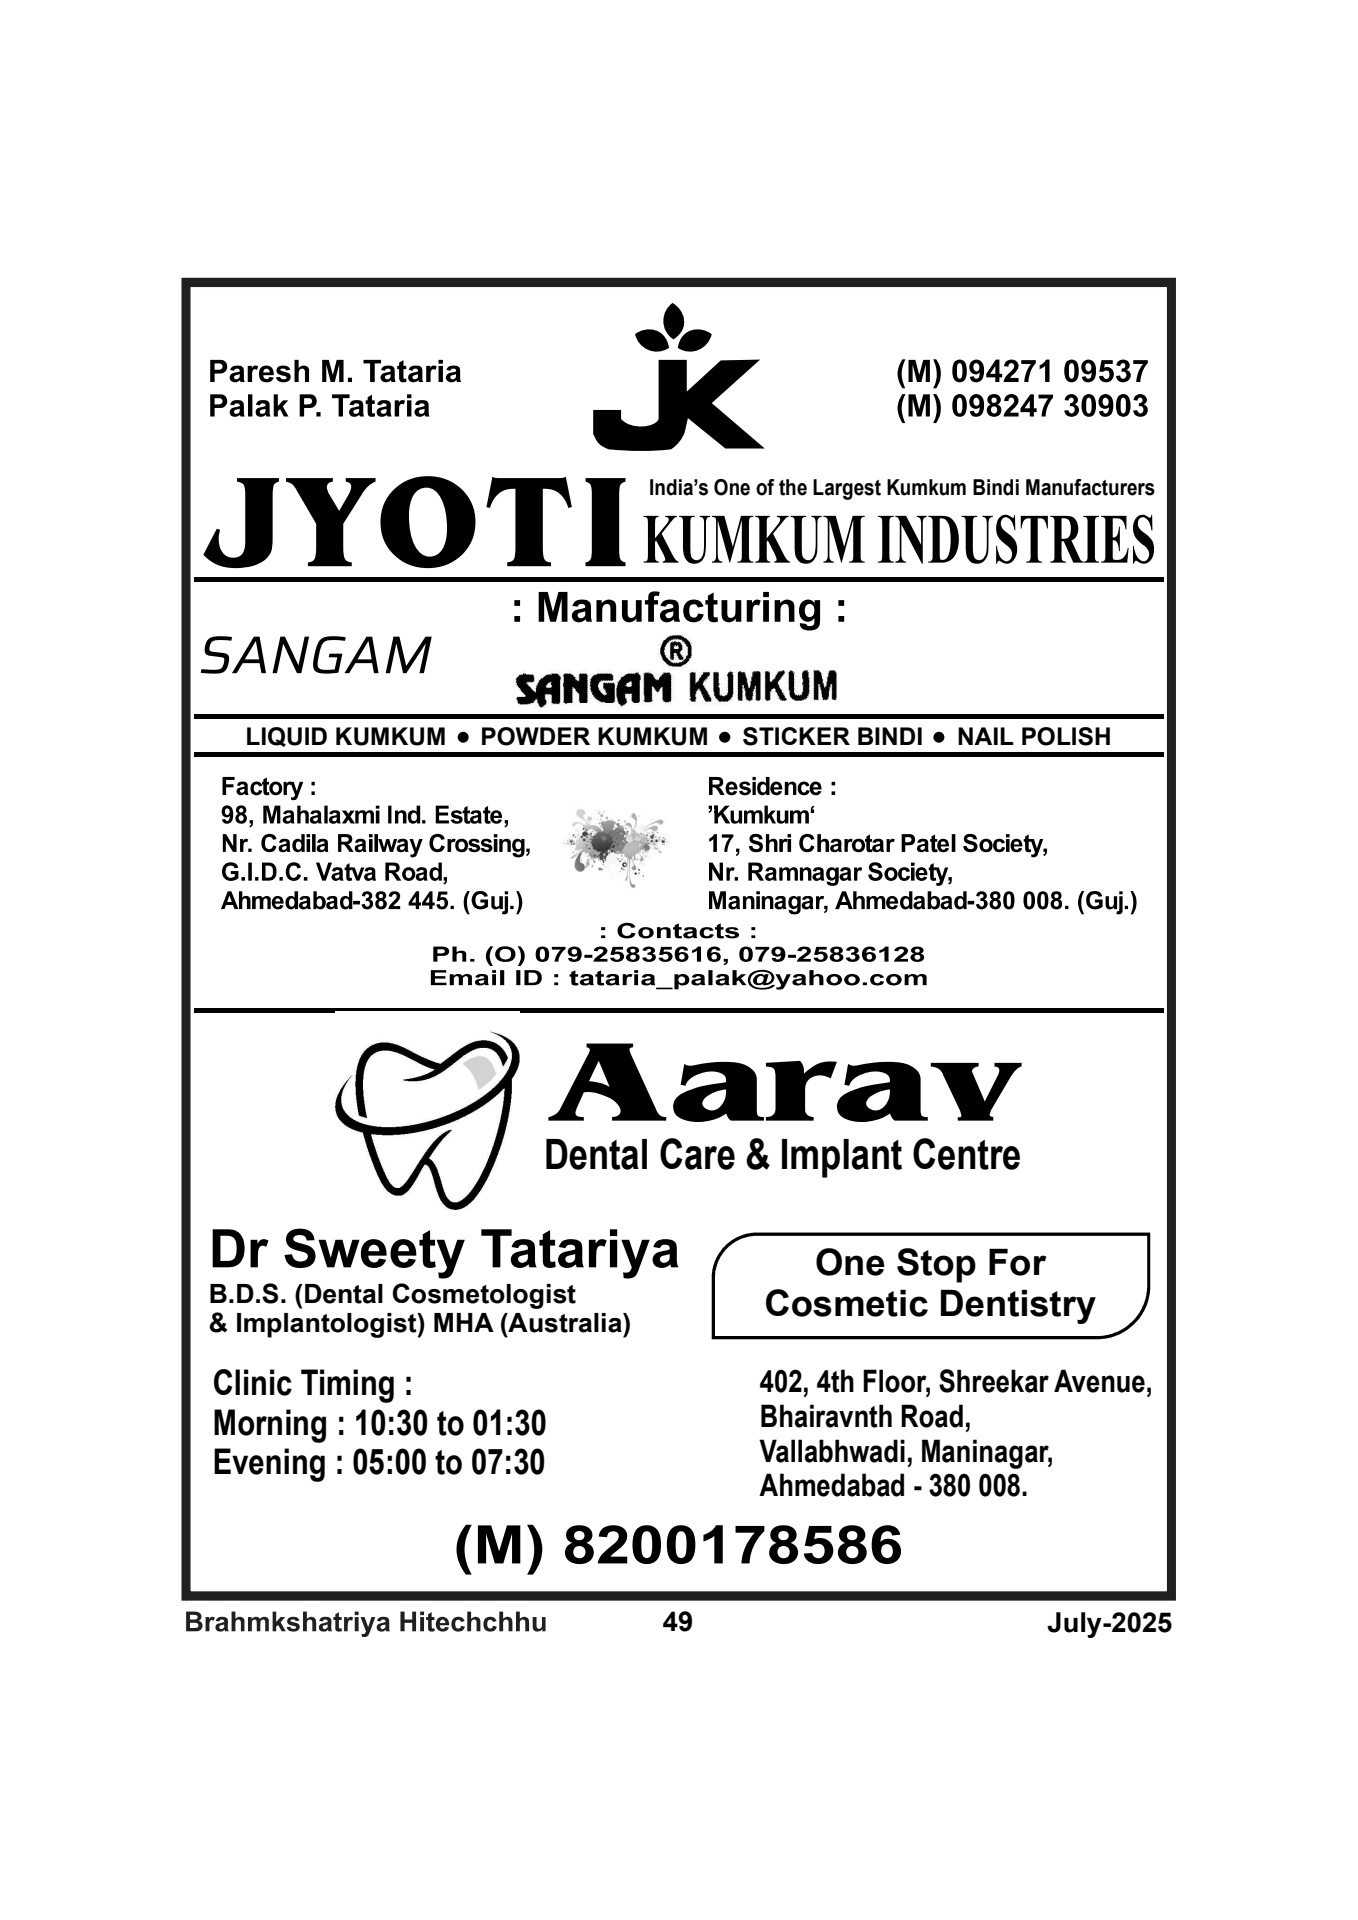 Paresh M. Tataria
Palak P. Tataria
JK
(M) 094271 09537
(M) 098247 30903
JYOTI
India’s One of the Largest Kumkum Bindi Manufacturers
KUMKUM INDUSTRIES
: Manufacturing :
SANGAM
®
SANGAM KUMKUM
LIQUID KUMKUM ● POWDER KUMKUM ● STICKER BINDI ● NAIL POLISH
Factory :
98, Mahalaxmi Ind. Estate,
Nr. Cadila Railway Crossing,
G.I.D.C. Vatva Road,
Ahmedabad-382 445. (Guj.)
Residence :
’Kumkum‘
17, Shri Charotar Patel Society,
Nr. Ramnagar Society,
Maninagar, Ahmedabad-380 008. (Guj.)
: Contacts :
Ph. (O) 079-25835616, 079-25836128
Email ID : tataria_palak@yahoo.com
Aarav
Dental Care & Implant Centre
Dr Sweety Tatariya
B.D.S. (Dental Cosmetologist
& Implantologist) MHA (Australia)
One Stop For
Cosmetic Dentistry
Clinic Timing :
Morning : 10:30 to 01:30
Evening : 05:00 to 07:30
402, 4th Floor, Shreekar Avenue,
Bhairavnth Road,
Vallabhwadi, Maninagar,
Ahmedabad - 380 008.
(M) 8200178586
Brahmkshatriya Hitechchhu 49 July-2025